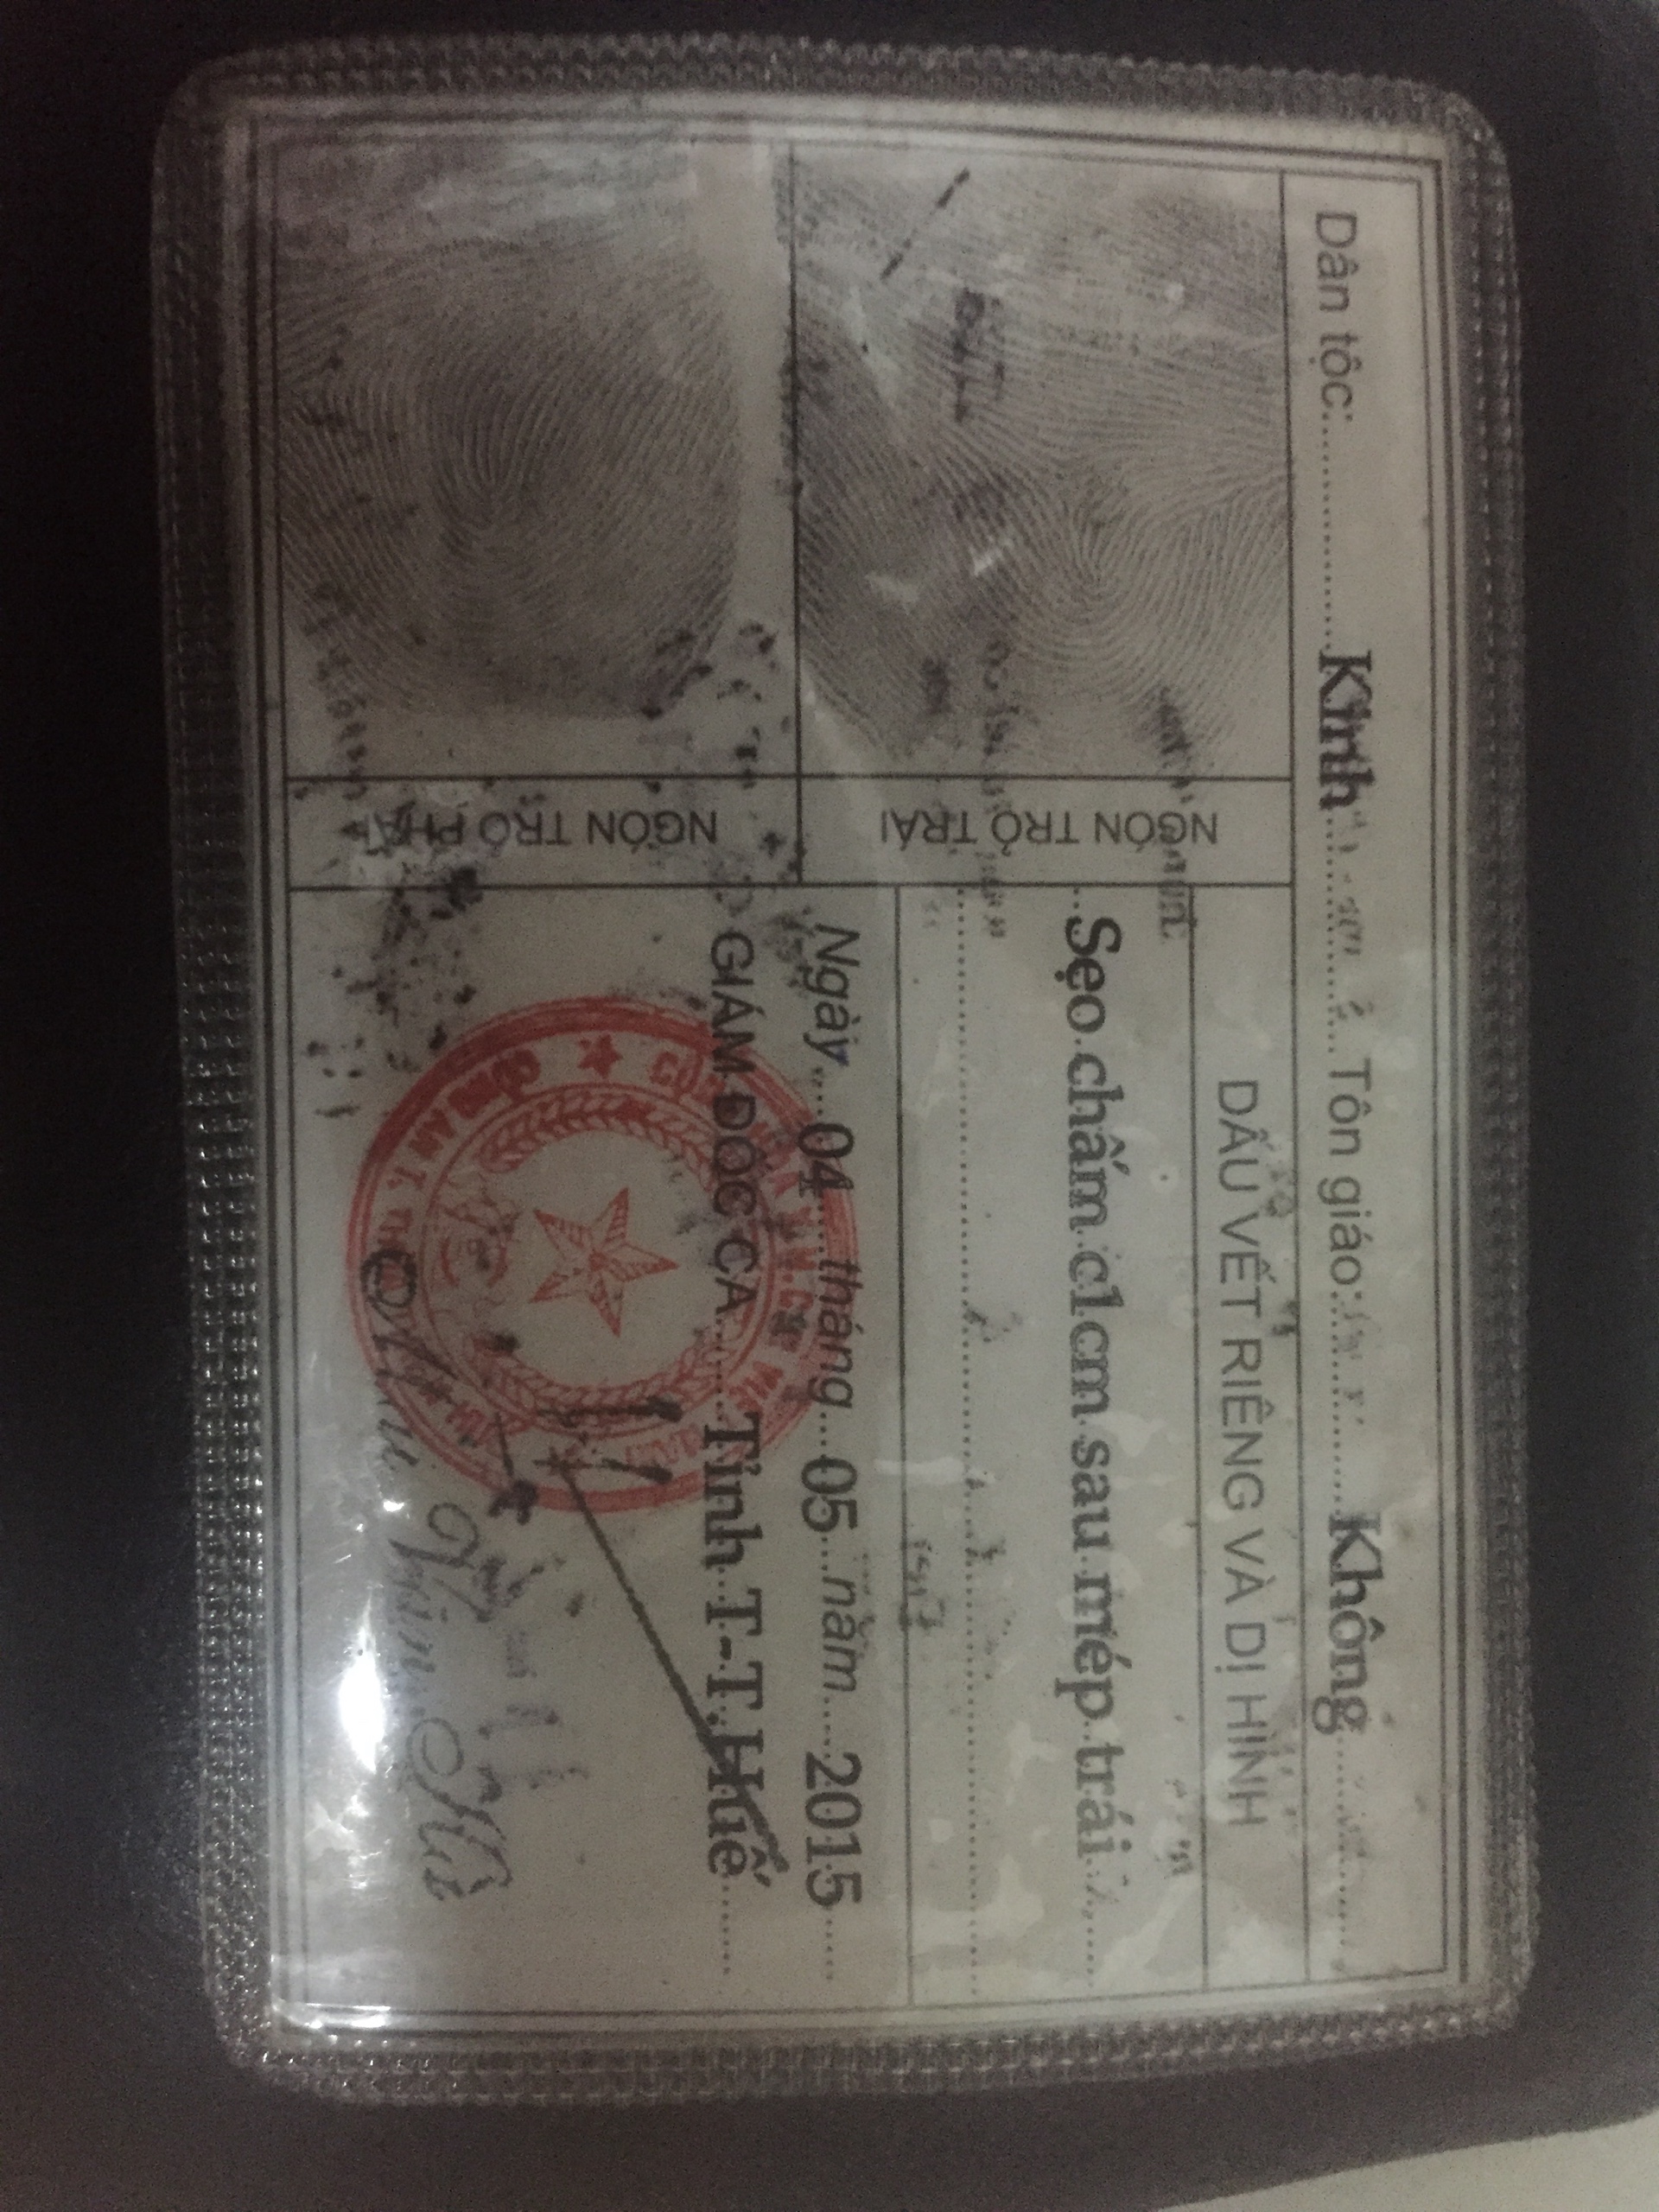 Dân tộc: Kinh Tôn giáo: Không
NGÓN TRỎ TRÁI
NGÓN TRỎ PHẢI
DẤU VẾT RIÊNG VÀ DỊ HÌNH
Sẹo chấm c1cm sau mép trái
Ngày 04 tháng 05 năm 2015
GIÁM ĐỐC CA Tỉnh T-T.Huế